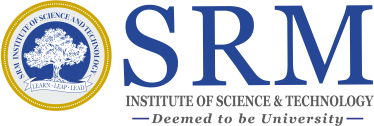 SRM INSTITUTE OF SCIENCE AND TECHNOLOGY
LEARN · LEAP · LEAD
SRM
INSTITUTE OF SCIENCE & TECHNOLOGY
Deemed to be University